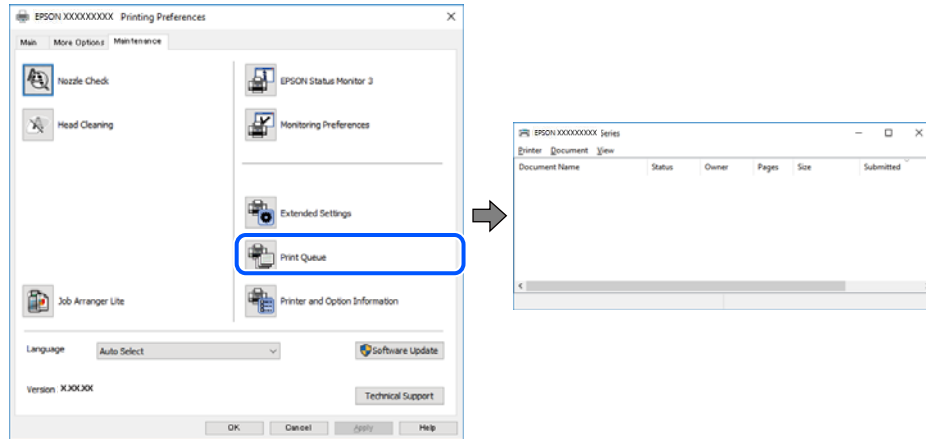 EPSON XXXXXXXXX Printing Preferences
Main More Options Maintenance
Nozzle Check
EPSON Status Monitor 3
Head Cleaning
Monitoring Preferences
Extended Settings
Print Queue
Job Arranger Lite
Printer and Option Information
Language Auto Select
Software Update
Version X.XX.XX
Technical Support
OK Cancel Apply Help
EPSON XXXXXXXXX Series
Printer Document View
Document Name Status Owner Pages Size Submitted